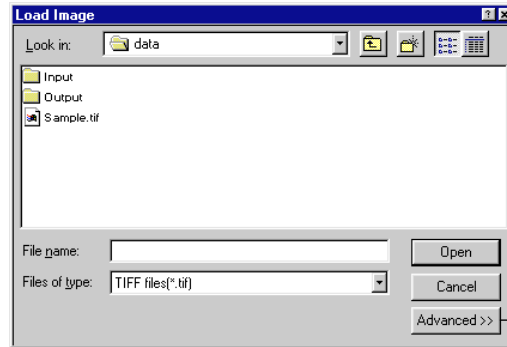 Load Image
Look in: data
Input
Output
Sample.tif
File name:
Open
Files of type: TIFF files(*.tif)
Cancel
Advanced >>